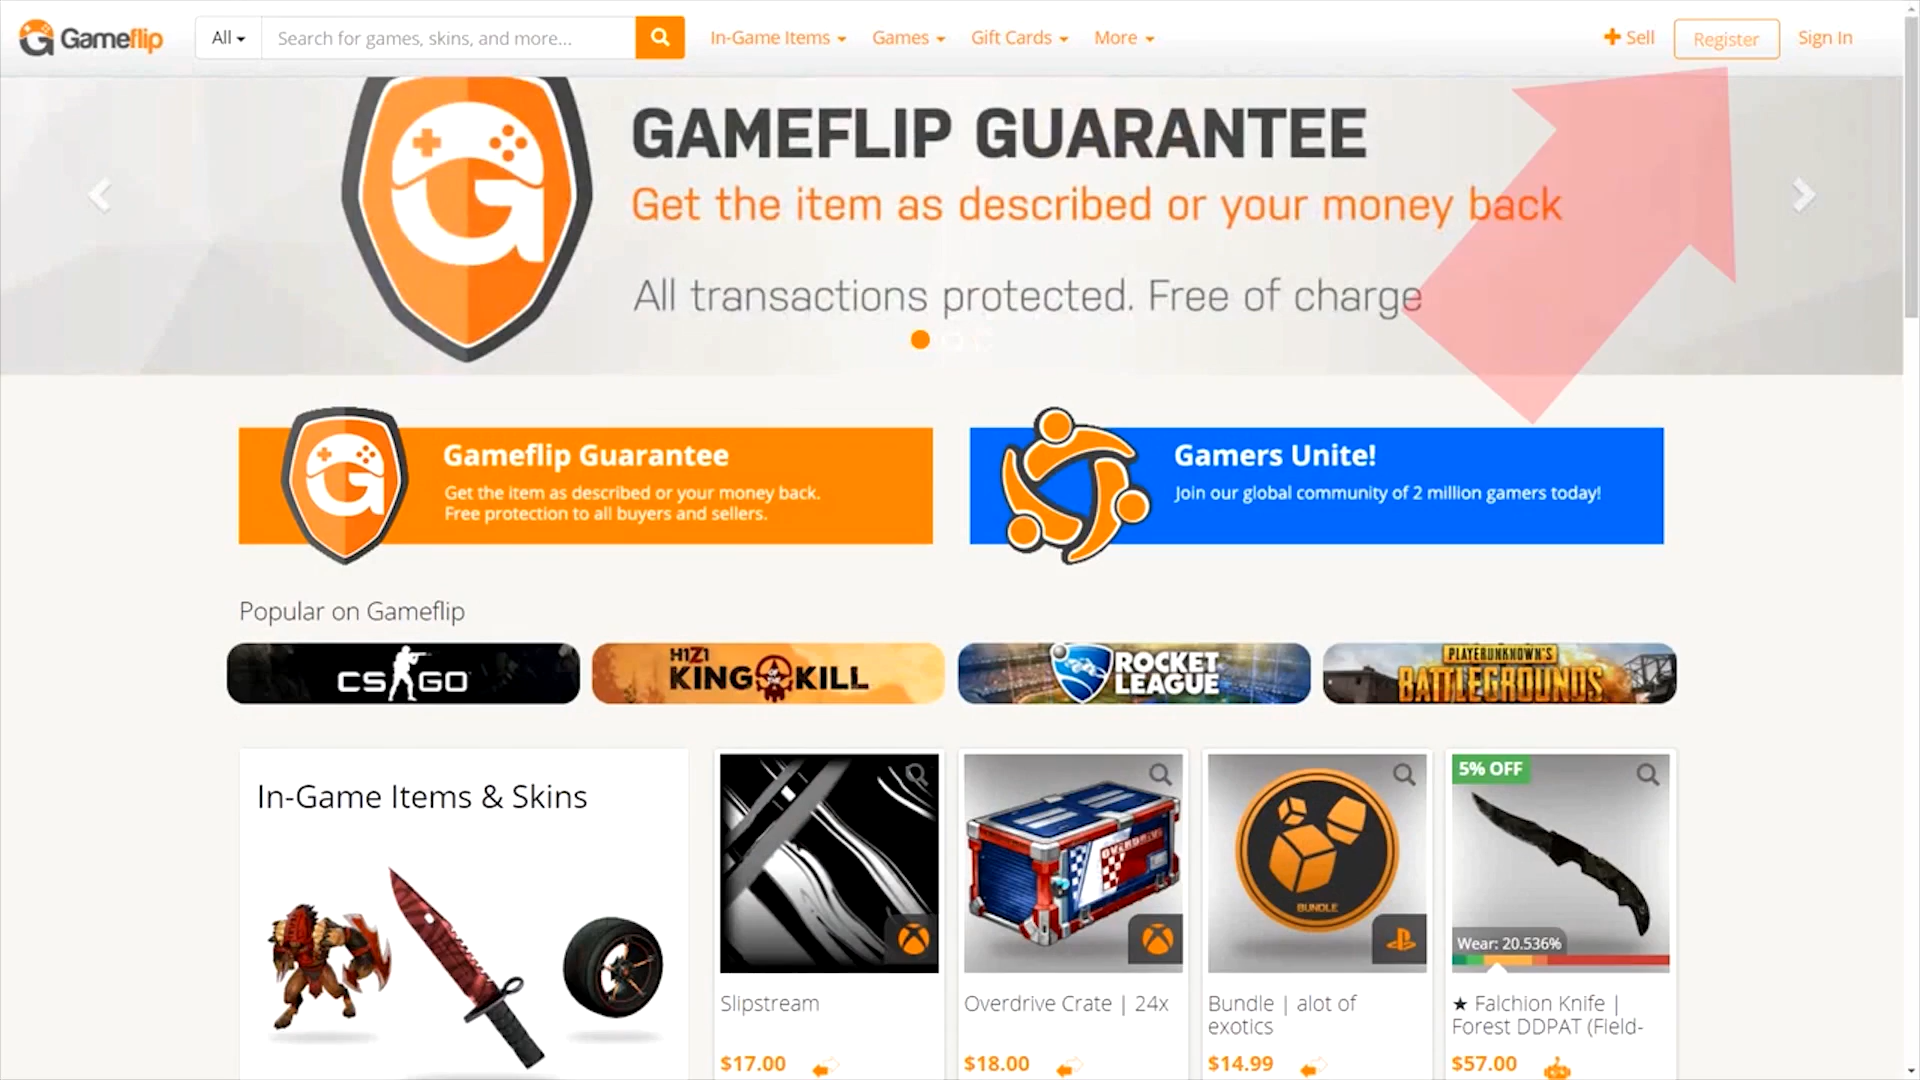 Gameflip
All
Search for games, skins, and more...
In-Game Items
Games
Gift Cards
More
Sell
Register
Sign In
GAMEFLIP GUARANTEE
Get the item as described or your money back
All transactions protected. Free of charge
Gameflip Guarantee
Get the item as described or your money back.
Free protection to all buyers and sellers.
Gamers Unite!
Join our global community of 2 million gamers today!
Popular on Gameflip
CS GO
H1Z1
KING OF THE KILL
ROCKET
LEAGUE
PLAYERUNKNOWN'S
BATTLEGROUNDS
In-Game Items & Skins
OVERDRIVE
BUNDLE
5% OFF
Wear: 20.536%
Slipstream
$17.00
Overdrive Crate | 24x
$18.00
Bundle | alot of
exotics
$14.99
★ Falchion Knife |
Forest DDPAT (Field-
$57.00